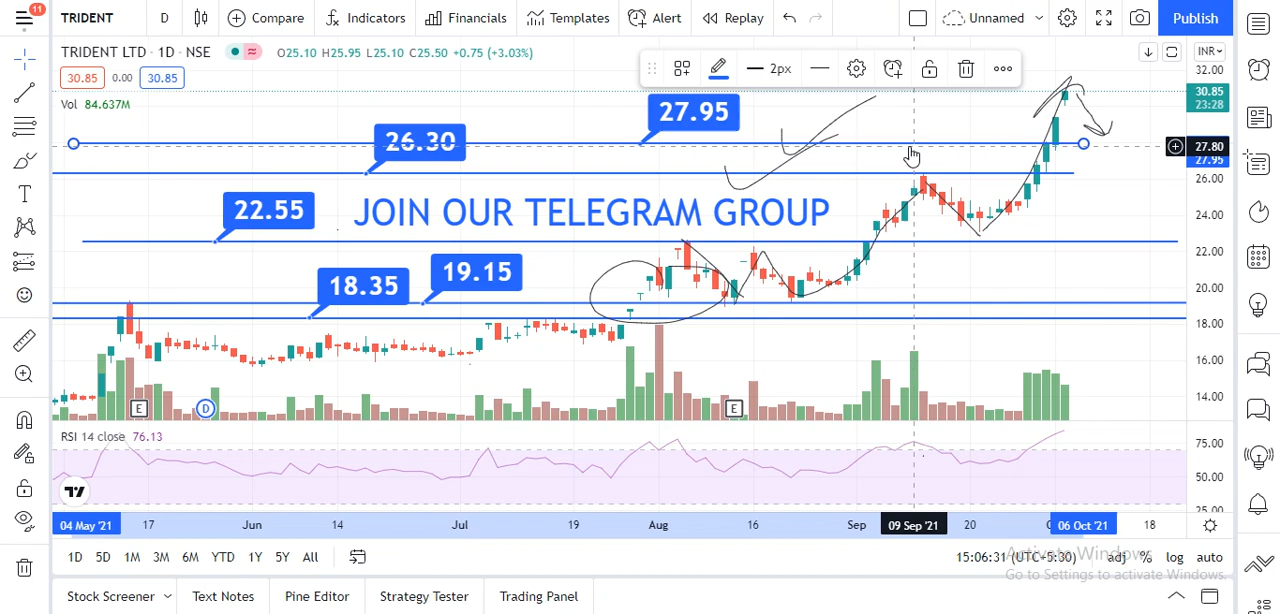 11
TRIDENT
D
Compare
Indicators
Financials
Templates
Alert
Replay
Unnamed
Publish
TRIDENT LTD · 1D · NSE
O25.10 H25.95 L25.10 C25.50 +0.75 (+3.03%)
INR
30.85 0.00 30.85
2px
Vol 84.637M
32.00
30.85
23:28
27.95
27.80
27.95
26.30
26.00
22.55
JOIN OUR TELEGRAM GROUP
24.00
22.00
19.15
18.35
20.00
18.00
16.00
14.00
E
D
E
RSI 14 close 76.13
75.00
50.00
25.00
04 May '21
17
Jun
14
Jul
19
Aug
16
Sep
09 Sep '21
20
06 Oct '21
18
1D 5D 1M 3M 6M YTD 1Y 5Y All
15:06:31 (UTC+5:30)
adj % log auto
Activate Windows
Go to Settings to activate Windows.
Stock Screener
Text Notes
Pine Editor
Strategy Tester
Trading Panel